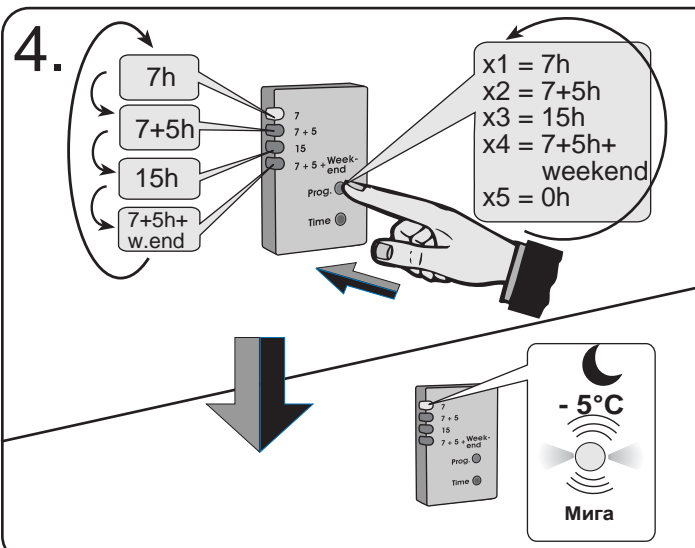 4.
7h
7+5h
15h
7+5h+
w.end
7
7 + 5
15
7 + 5 + Week-
end
Prog.
Time
x1 = 7h
x2 = 7+5h
x3 = 15h
x4 = 7+5h+
weekend
x5 = 0h
7
7 + 5
15
7 + 5 + Week-
end
Prog.
Time
- 5°C
Мига